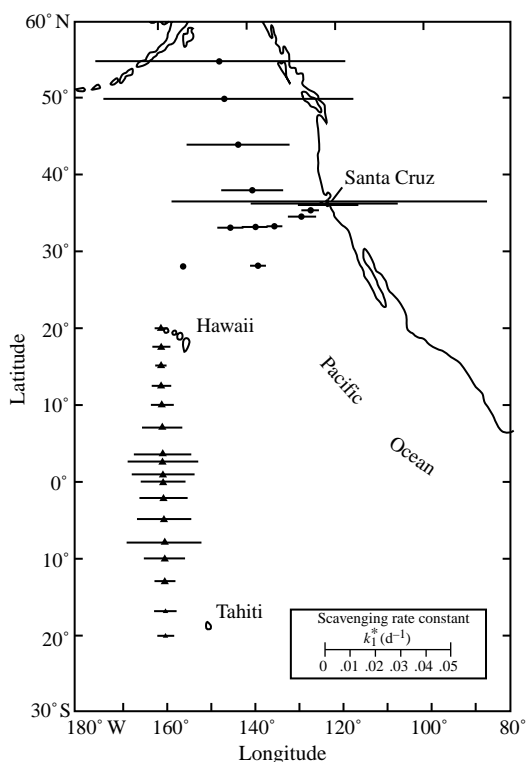 60° N
50°
40°
30°
20°
10°
0°
10°
20°
30° S
Latitude
Santa Cruz
Hawaii
Pacific
Ocean
Tahiti
Scavenging rate constant
k₁* (d⁻¹)
0 .01 .02 .03 .04 .05
180° W 160° 140° 120° 100° 80°
Longitude